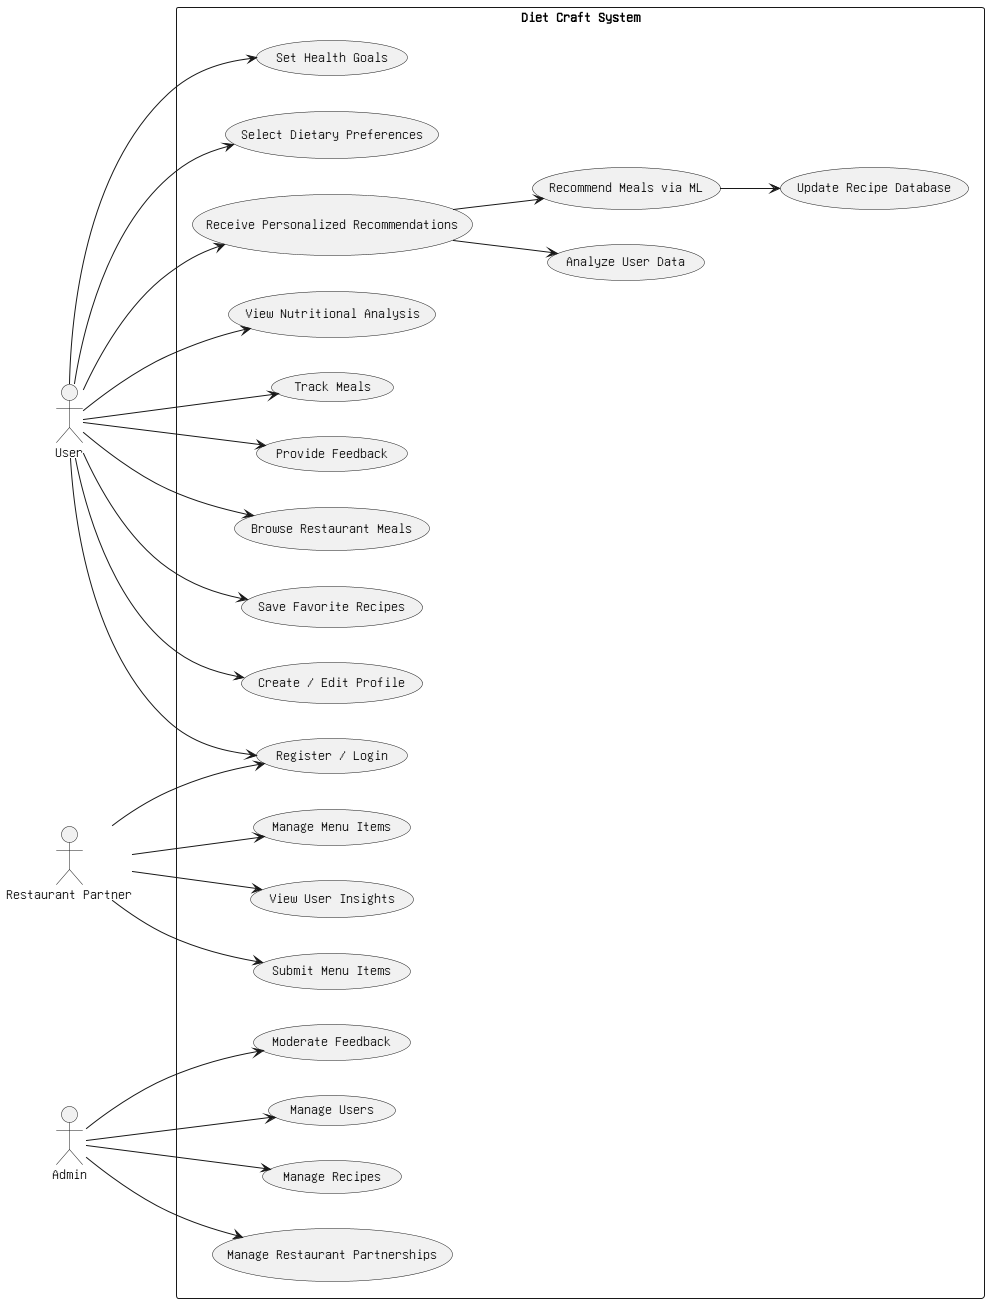 Diet Craft System
Set Health Goals
Select Dietary Preferences
Recommend Meals via ML
Update Recipe Database
Receive Personalized Recommendations
Analyze User Data
View Nutritional Analysis
Track Meals
User
Provide Feedback
Browse Restaurant Meals
Save Favorite Recipes
Create / Edit Profile
Register / Login
Manage Menu Items
Restaurant Partner
View User Insights
Submit Menu Items
Moderate Feedback
Manage Users
Admin
Manage Recipes
Manage Restaurant Partnerships